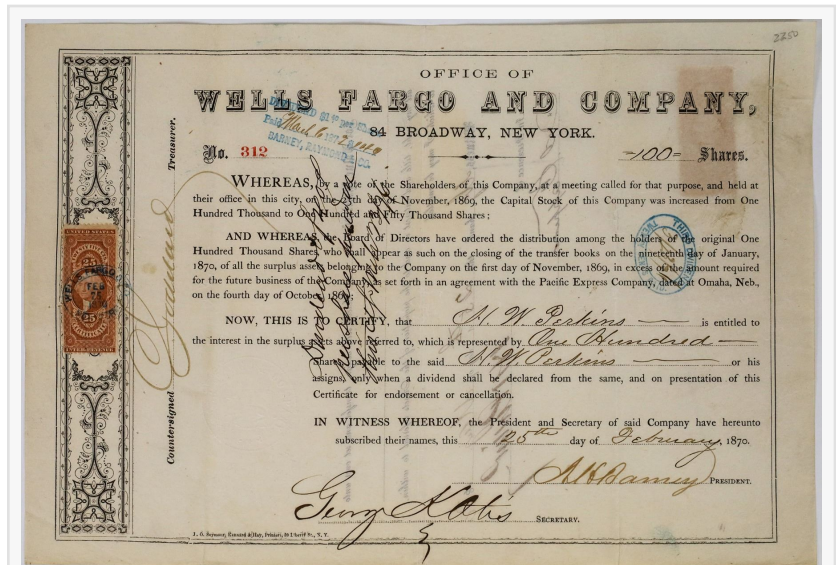 2250
OFFICE OF
WELLS FARGO AND COMPANY,
84 BROADWAY, NEW YORK.
BARNEY, RAYMOND & CO.
No. 312
-100= Shares.
Treasurer.
WHEREAS, by a vote of the Shareholders of this Company, at a meeting called for that purpose, and held at
their office in this city, on the 27th day of November, 1869, the Capital Stock of this Company was increased from One
Hundred Thousand to One Hundred and Fifty Thousand Shares;
AND WHEREAS, the Board of Directors have ordered the distribution among the holders of the original One
Hundred Thousand Shares, who shall appear as such on the closing of the transfer books on the nineteenth day of January,
1870, of all the surplus assets belonging to the Company on the first day of November, 1869, in excess of the amount required
for the future business of the Company, as set forth in an agreement with the Pacific Express Company, dated at Omaha, Neb.,
on the fourth day of October, 1869;
NOW, THIS IS TO CERTIFY, that H. W. Perkins is entitled to
the interest in the surplus assets above referred to, which is represented by One Hundred
Shares, payable to the said H. W. Perkins or his
assigns, only when a dividend shall be declared from the same, and on presentation of this
Certificate for endorsement or cancellation.
Countersigned
IN WITNESS WHEREOF, the President and Secretary of said Company have hereunto
subscribed their names, this 25th day of February, 1870.
A H Barney PRESIDENT.
George K Otis SECRETARY.
UNITED STATES
25
25
CERTIFICATE